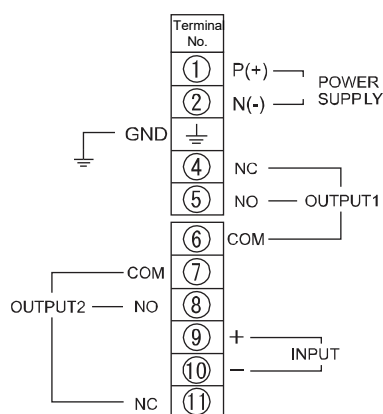 Terminal
No.
① P(+)
POWER
② N(-) SUPPLY
GND
④ NC
⑤ NO OUTPUT1
⑥ COM
COM ⑦
OUTPUT2 NO ⑧
⑨ +
INPUT
⑩ −
NC ⑪